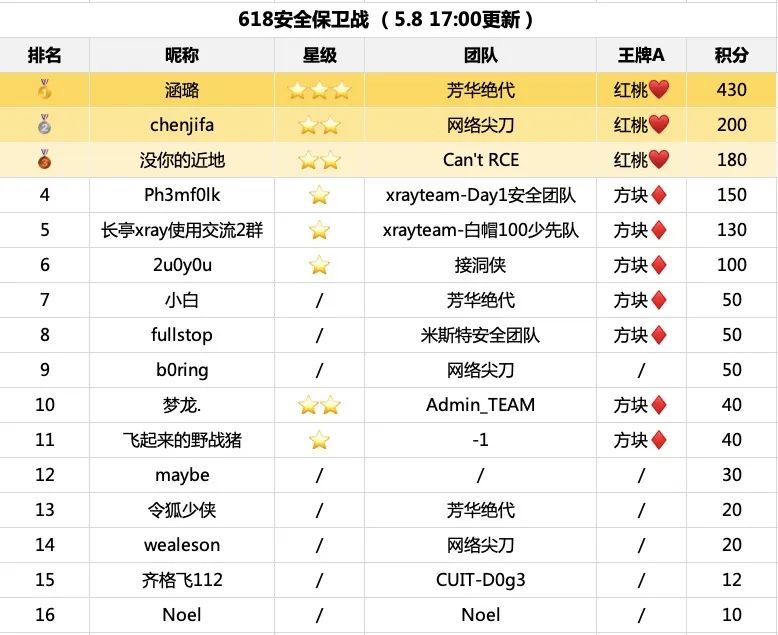 618安全保卫战（5.8 17:00更新）
排名 昵称 星级 团队 王牌A 积分
1 涵璐 芳华绝代 红桃 430
2 chenjifa 网络尖刀 红桃 200
3 没你的近地 Can't RCE 红桃 180
4 Ph3mf0lk xrayteam-Day1安全团队 方块 150
5 长亭xray使用交流2群 xrayteam-白帽100少先队 方块 130
6 2u0y0u 接洞侠 方块 100
7 小白 / 芳华绝代 方块 50
8 fullstop / 米斯特安全团队 方块 50
9 b0ring / 网络尖刀 / 50
10 梦龙. Admin_TEAM 方块 40
11 飞起来的野战猪 -1 方块 40
12 maybe / / / 30
13 令狐少侠 / 芳华绝代 / 20
14 wealeson / 网络尖刀 / 20
15 齐格飞112 / CUIT-D0g3 / 12
16 Noel / Noel / 10